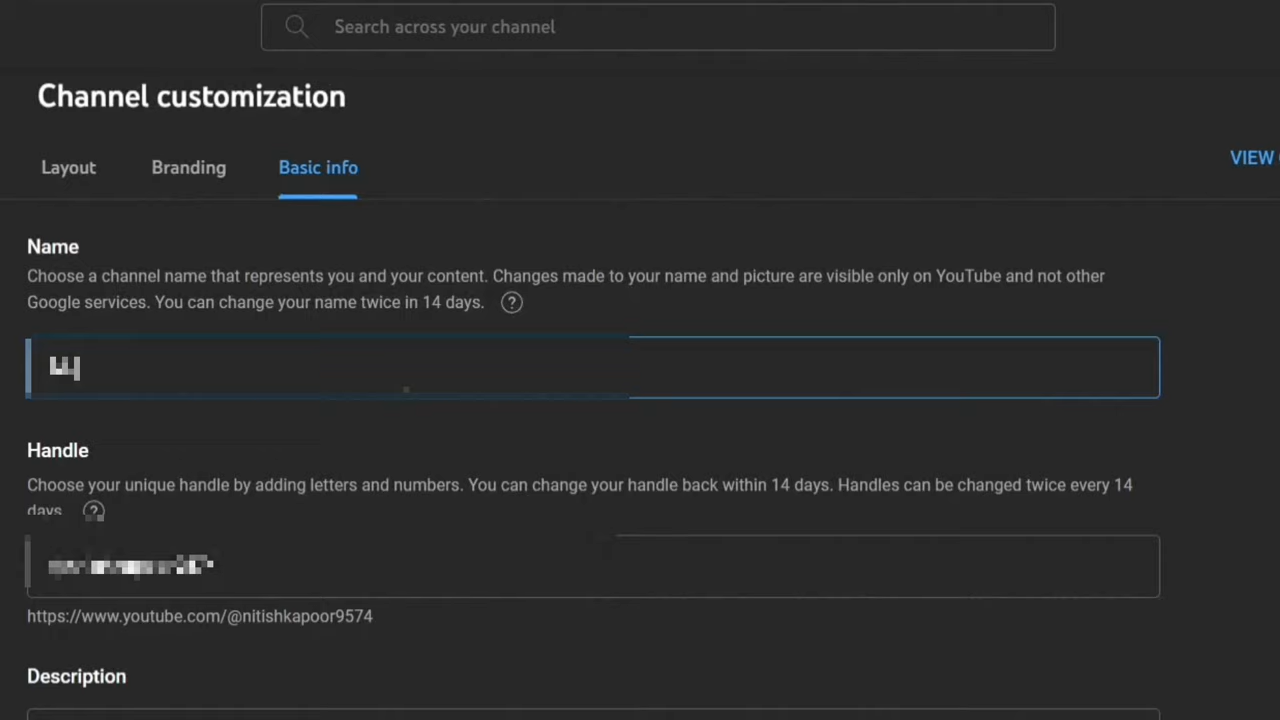 Search across your channel
Channel customization
Layout Branding Basic info
VIEW
Name
Choose a channel name that represents you and your content. Changes made to your name and picture are visible only on YouTube and not other
Google services. You can change your name twice in 14 days.
Handle
Choose your unique handle by adding letters and numbers. You can change your handle back within 14 days. Handles can be changed twice every 14
days
https://www.youtube.com/@nitishkapoor9574
Description